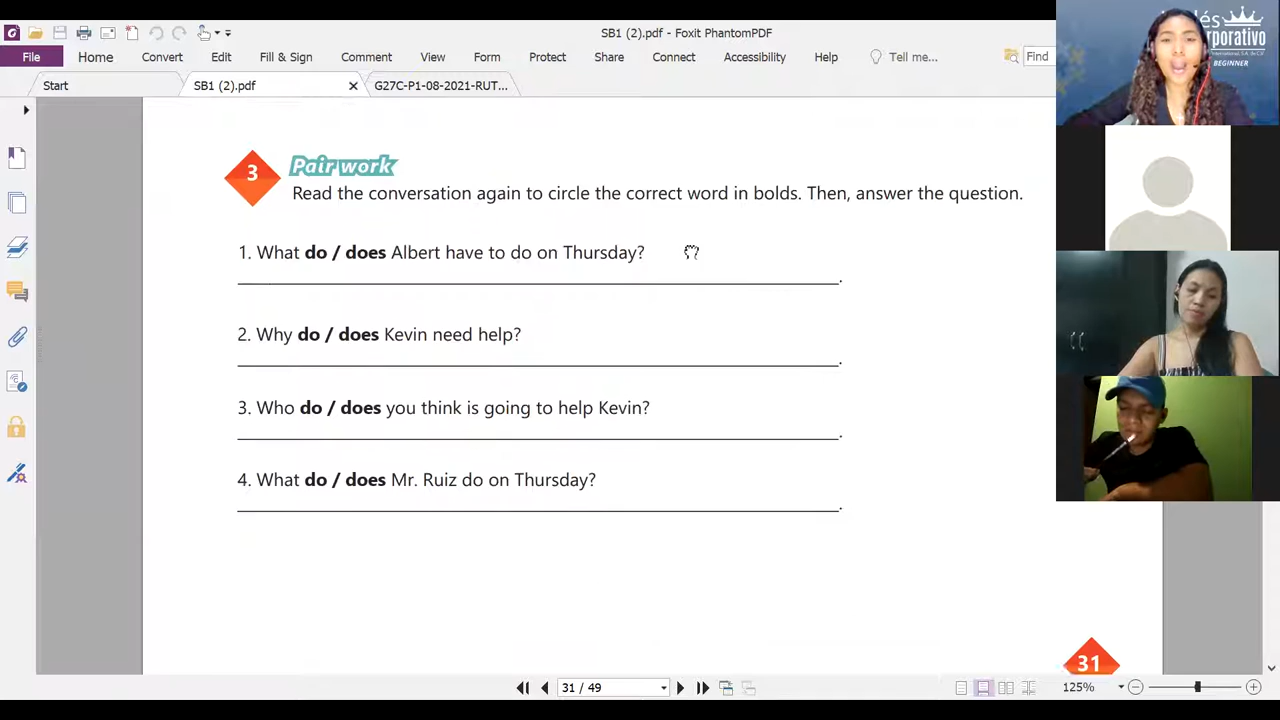 SB1 (2).pdf - Foxit PhantomPDF
File Home Convert Edit Fill & Sign Comment View Form Protect Share Connect Accessibility Help Tell me... Find
Start SB1 (2).pdf G27C-P1-08-2021-RUT...
3 Pair work
Read the conversation again to circle the correct word in bolds. Then, answer the question.
1. What do / does Albert have to do on Thursday?
.
2. Why do / does Kevin need help?
.
3. Who do / does you think is going to help Kevin?
.
4. What do / does Mr. Ruiz do on Thursday?
.
31
31 / 49
125%
BEGINNER